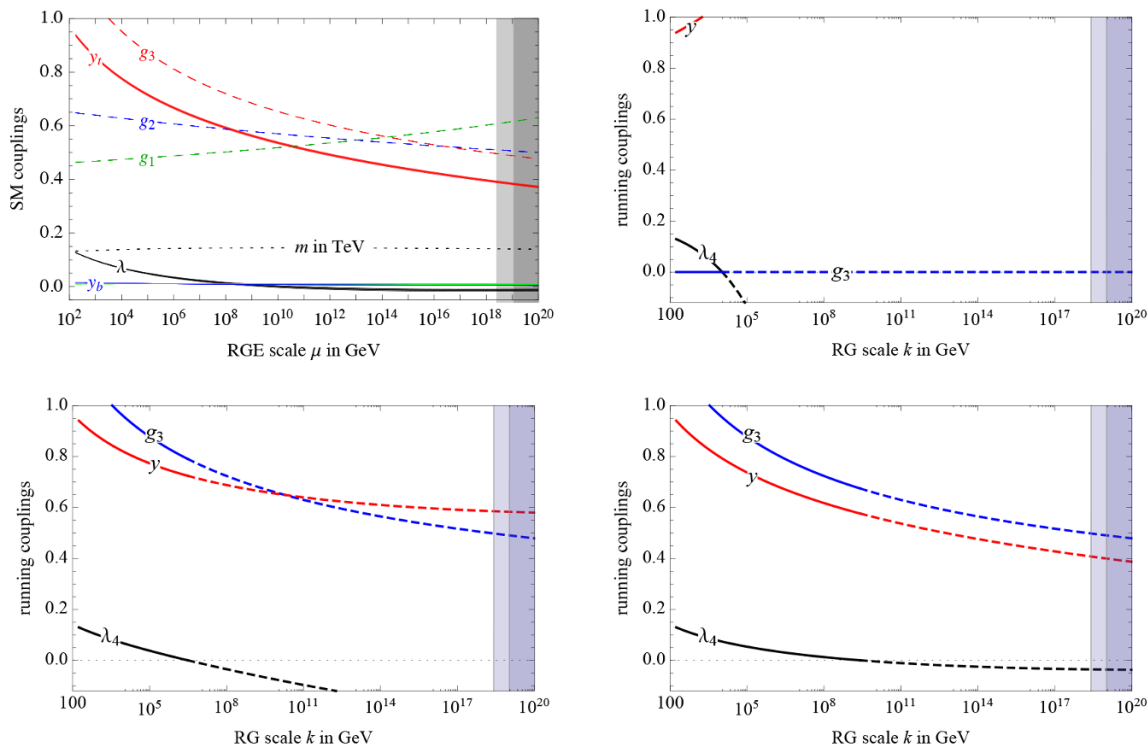 1.0
0.8
0.6
0.4
0.2
0.0
SM couplings
y_t
g_3
g_2
g_1
m in TeV
λ
y_b
10^2 10^4 10^6 10^8 10^10 10^12 10^14 10^16 10^18 10^20
RGE scale μ in GeV
1.0
0.8
0.6
0.4
0.2
0.0
running couplings
y
λ_4
g_3
100 10^5 10^8 10^11 10^14 10^17 10^20
RG scale k in GeV
1.0
0.8
0.6
0.4
0.2
0.0
running couplings
g_3
y
λ_4
100 10^5 10^8 10^11 10^14 10^17 10^20
RG scale k in GeV
1.0
0.8
0.6
0.4
0.2
0.0
running couplings
g_3
y
λ_4
100 10^5 10^8 10^11 10^14 10^17 10^20
RG scale k in GeV